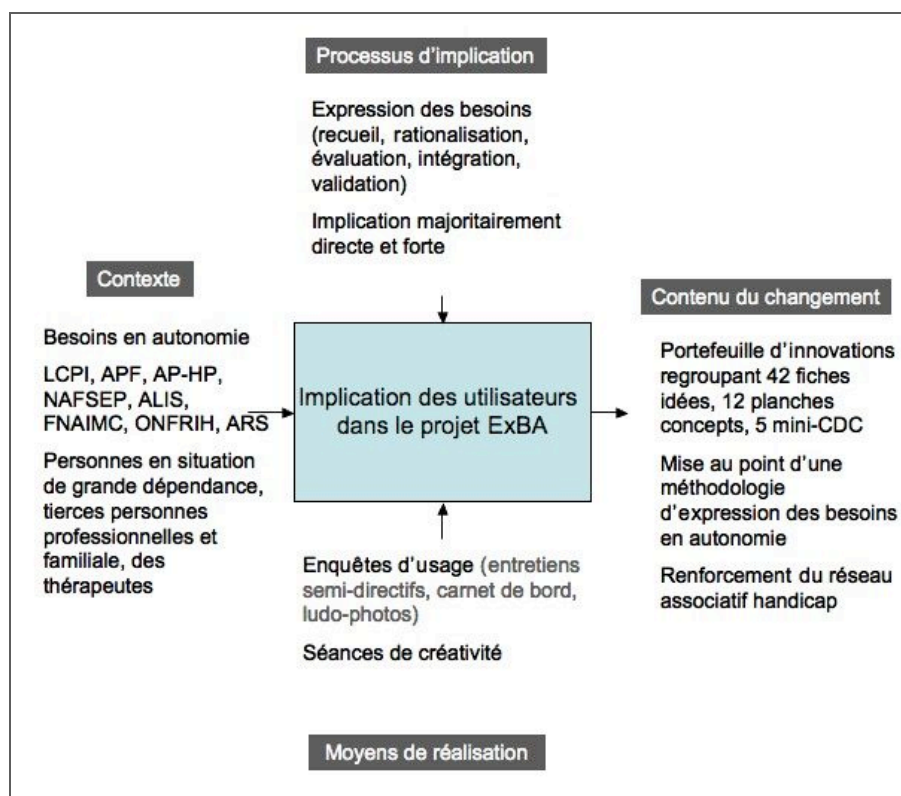 Processus d'implication
Expression des besoins
(recueil, rationalisation,
évaluation, intégration,
validation)
Implication majoritairement
directe et forte
Contexte
Besoins en autonomie
LCPI, APF, AP-HP,
NAFSEP, ALIS,
FNAIMC, ONFRIH, ARS
Personnes en situation
de grande dépendance,
tierces personnes
professionnelles et
familiale, des
thérapeutes
Implication des utilisateurs
dans le projet ExBA
Contenu du changement
Portefeuille d'innovations
regroupant 42 fiches
idées, 12 planches
concepts, 5 mini-CDC
Mise au point d'une
méthodologie
d'expression des besoins
en autonomie
Renforcement du réseau
associatif handicap
Enquêtes d'usage (entretiens
semi-directifs, carnet de bord,
ludo-photos)
Séances de créativité
Moyens de réalisation